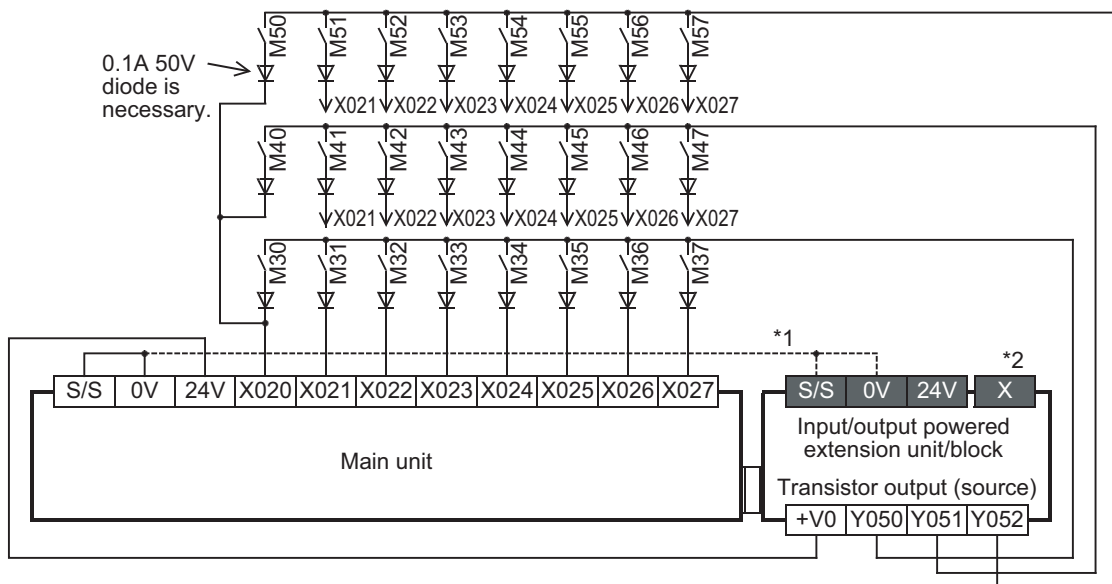 M50 M51 M52 M53 M54 M55 M56 M57
0.1A 50V
diode is
necessary.
X021 X022 X023 X024 X025 X026 X027
M40 M41 M42 M43 M44 M45 M46 M47
X021 X022 X023 X024 X025 X026 X027
M30 M31 M32 M33 M34 M35 M36 M37
*1
*2
S/S 0V 24V X020 X021 X022 X023 X024 X025 X026 X027
S/S 0V 24V X
Main unit
Input/output powered
extension unit/block
Transistor output (source)
+V0 Y050 Y051 Y052